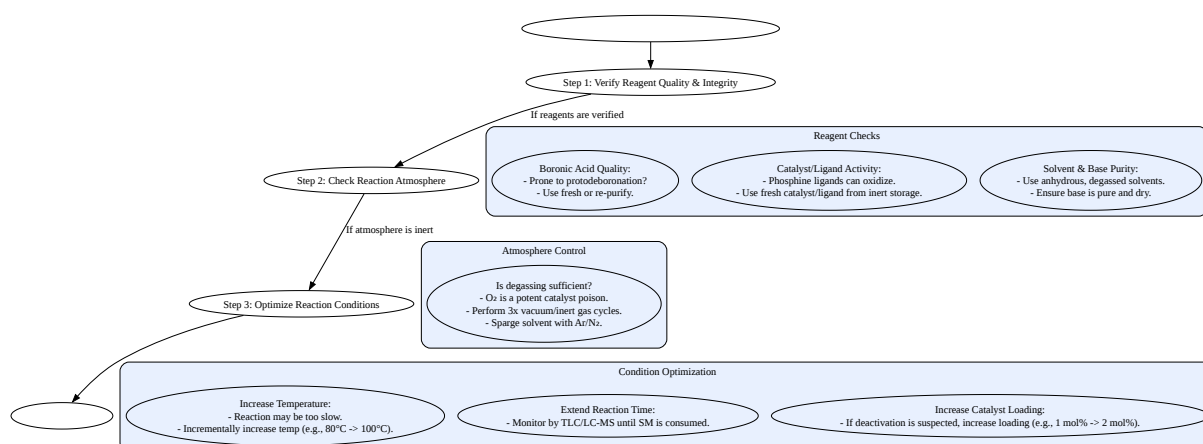 Step 1: Verify Reagent Quality & Integrity
If reagents are verified
Reagent Checks
Boronic Acid Quality:
- Prone to protodeboronation?
- Use fresh or re-purify.
Catalyst/Ligand Activity:
- Phosphine ligands can oxidize.
- Use fresh catalyst/ligand from inert storage.
Solvent & Base Purity:
- Use anhydrous, degassed solvents.
- Ensure base is pure and dry.
Step 2: Check Reaction Atmosphere
If atmosphere is inert
Atmosphere Control
Is degassing sufficient?
- O₂ is a potent catalyst poison.
- Perform 3x vacuum/inert gas cycles.
- Sparge solvent with Ar/N₂.
Step 3: Optimize Reaction Conditions
Condition Optimization
Increase Temperature:
- Reaction may be too slow.
- Incrementally increase temp (e.g., 80°C -> 100°C).
Extend Reaction Time:
- Monitor by TLC/LC-MS until SM is consumed.
Increase Catalyst Loading:
- If deactivation is suspected, increase loading (e.g., 1 mol% -> 2 mol%).